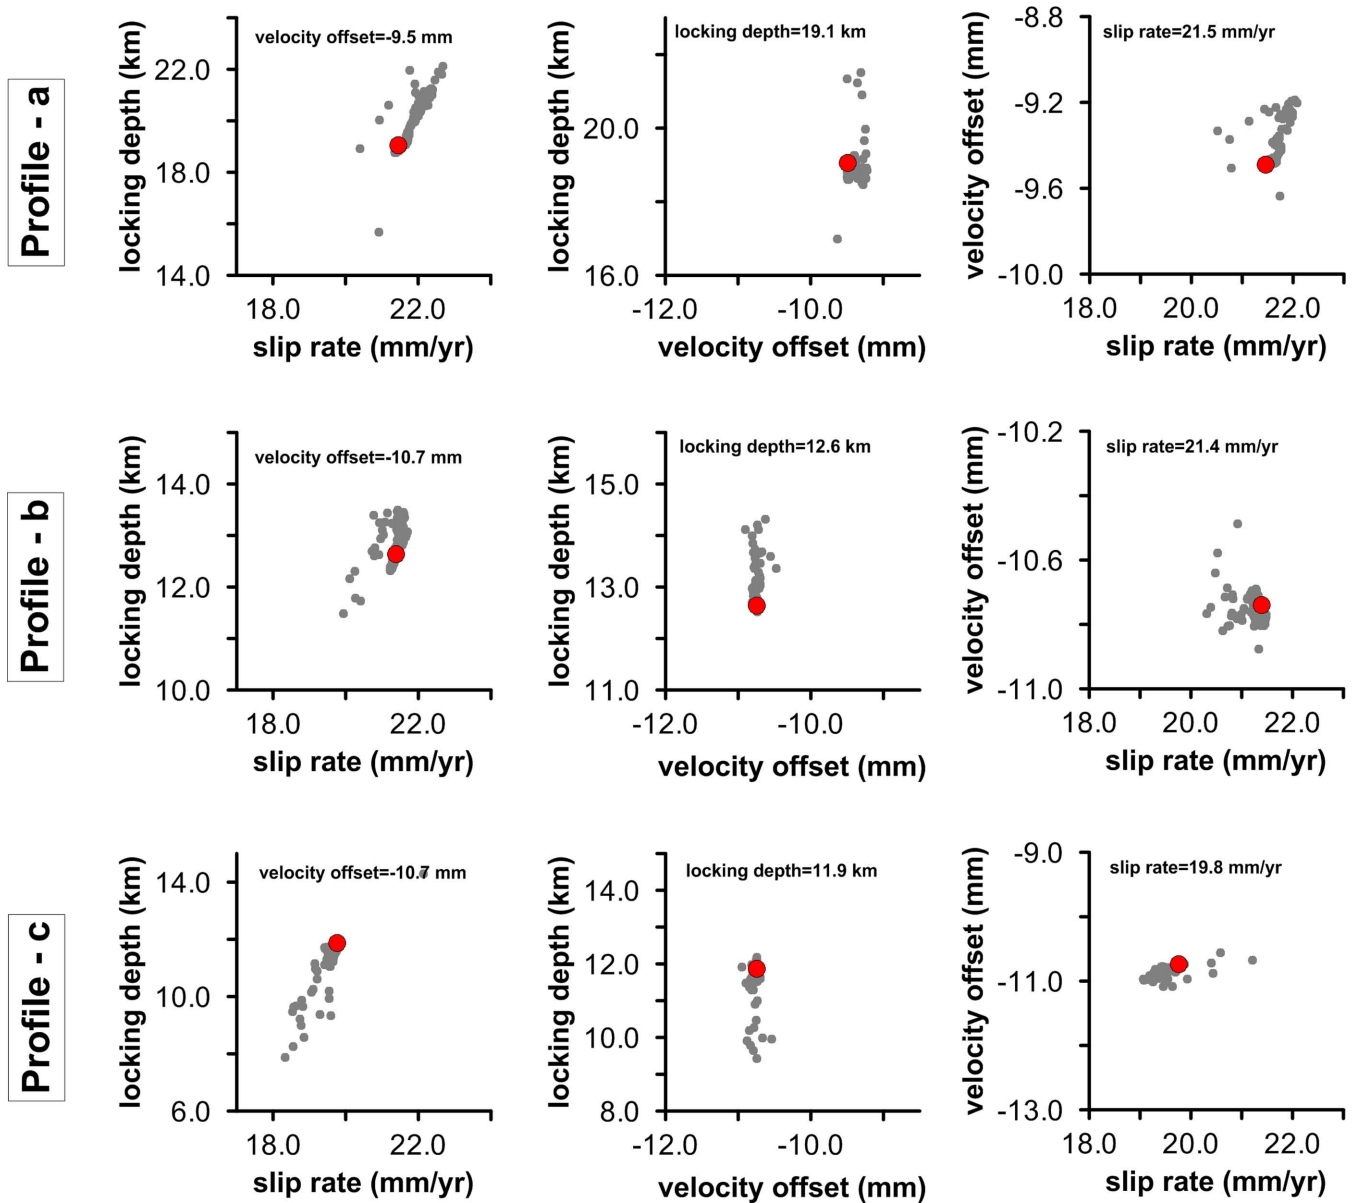 Profile - a
velocity offset=-9.5 mm
locking depth (km)
22.0
18.0
14.0
18.0 22.0
slip rate (mm/yr)
locking depth=19.1 km
locking depth (km)
20.0
16.0
-12.0 -10.0
velocity offset (mm)
slip rate=21.5 mm/yr
velocity offset (mm)
-8.8
-9.2
-9.6
-10.0
18.0 20.0 22.0
slip rate (mm/yr)
Profile - b
velocity offset=-10.7 mm
locking depth (km)
14.0
12.0
10.0
18.0 22.0
slip rate (mm/yr)
locking depth=12.6 km
locking depth (km)
15.0
13.0
11.0
-12.0 -10.0
velocity offset (mm)
slip rate=21.4 mm/yr
velocity offset (mm)
-10.2
-10.6
-11.0
18.0 20.0 22.0
slip rate (mm/yr)
Profile - c
velocity offset=-10.7 mm
locking depth (km)
14.0
10.0
6.0
18.0 22.0
slip rate (mm/yr)
locking depth=11.9 km
locking depth (km)
14.0
12.0
10.0
8.0
-12.0 -10.0
velocity offset (mm)
slip rate=19.8 mm/yr
velocity offset (mm)
-9.0
-11.0
-13.0
18.0 20.0 22.0
slip rate (mm/yr)